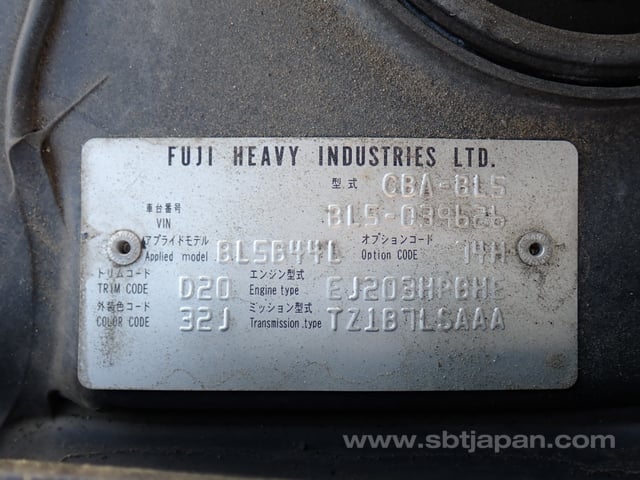 FUJI HEAVY INDUSTRIES LTD.
型式 CBA-BL5
車台番号 VIN BL5-039626
アプライドモデル Applied model BL5B44L オプションコード Option CODE 74H
トリムコード TRIM CODE D20 エンジン型式 Engine type EJ203HPBHE
外装色コード COLOR CODE 32J ミッション型式 Transmission.type TZ1B7LSAAA
www.sbtjapan.com